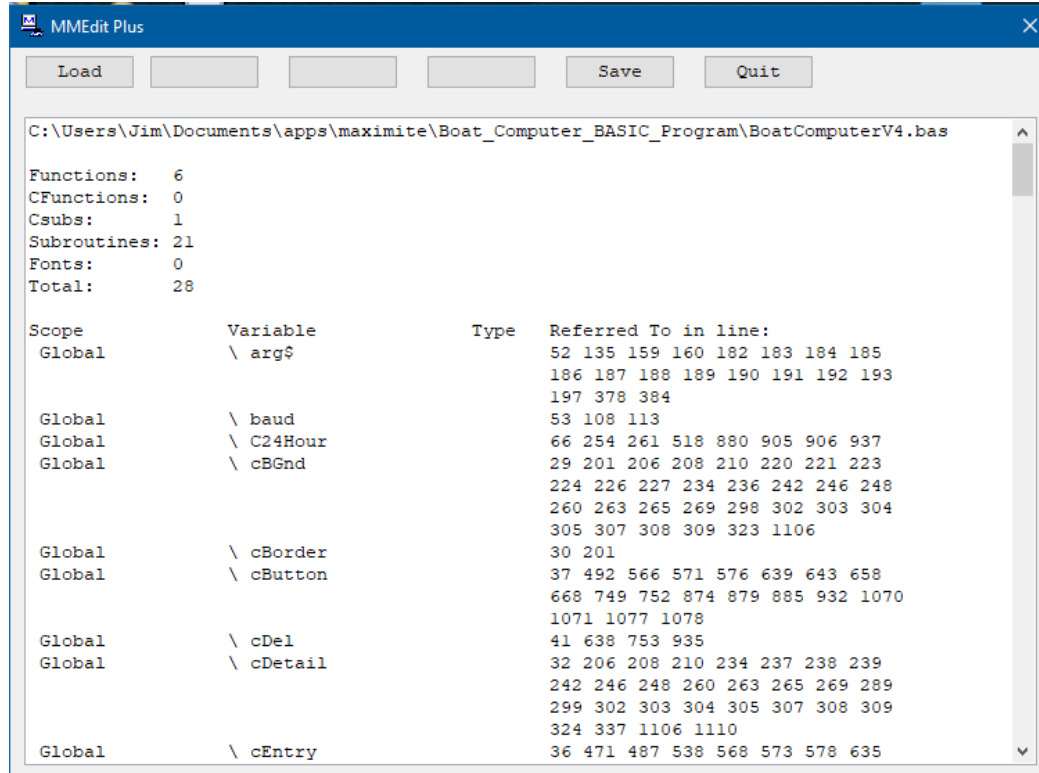 MMEdit Plus
Load Save Quit
C:\Users\Jim\Documents\apps\maximite\Boat_Computer_BASIC_Program\BoatComputerV4.bas
Functions: 6
CFunctions: 0
Csubs: 1
Subroutines: 21
Fonts: 0
Total: 28
Scope Variable Type Referred To in line:
Global \ arg$ 52 135 159 160 182 183 184 185
186 187 188 189 190 191 192 193
197 378 384
Global \ baud 53 108 113
Global \ C24Hour 66 254 261 518 880 905 906 937
Global \ cBGnd 29 201 206 208 210 220 221 223
224 226 227 234 236 242 246 248
260 263 265 269 298 302 303 304
305 307 308 309 323 1106
Global \ cBorder 30 201
Global \ cButton 37 492 566 571 576 639 643 658
668 749 752 874 879 885 932 1070
1071 1077 1078
Global \ cDel 41 638 753 935
Global \ cDetail 32 206 208 210 234 237 238 239
242 246 248 260 263 265 269 289
299 302 303 304 305 307 308 309
324 337 1106 1110
Global \ cEntry 36 471 487 538 568 573 578 635